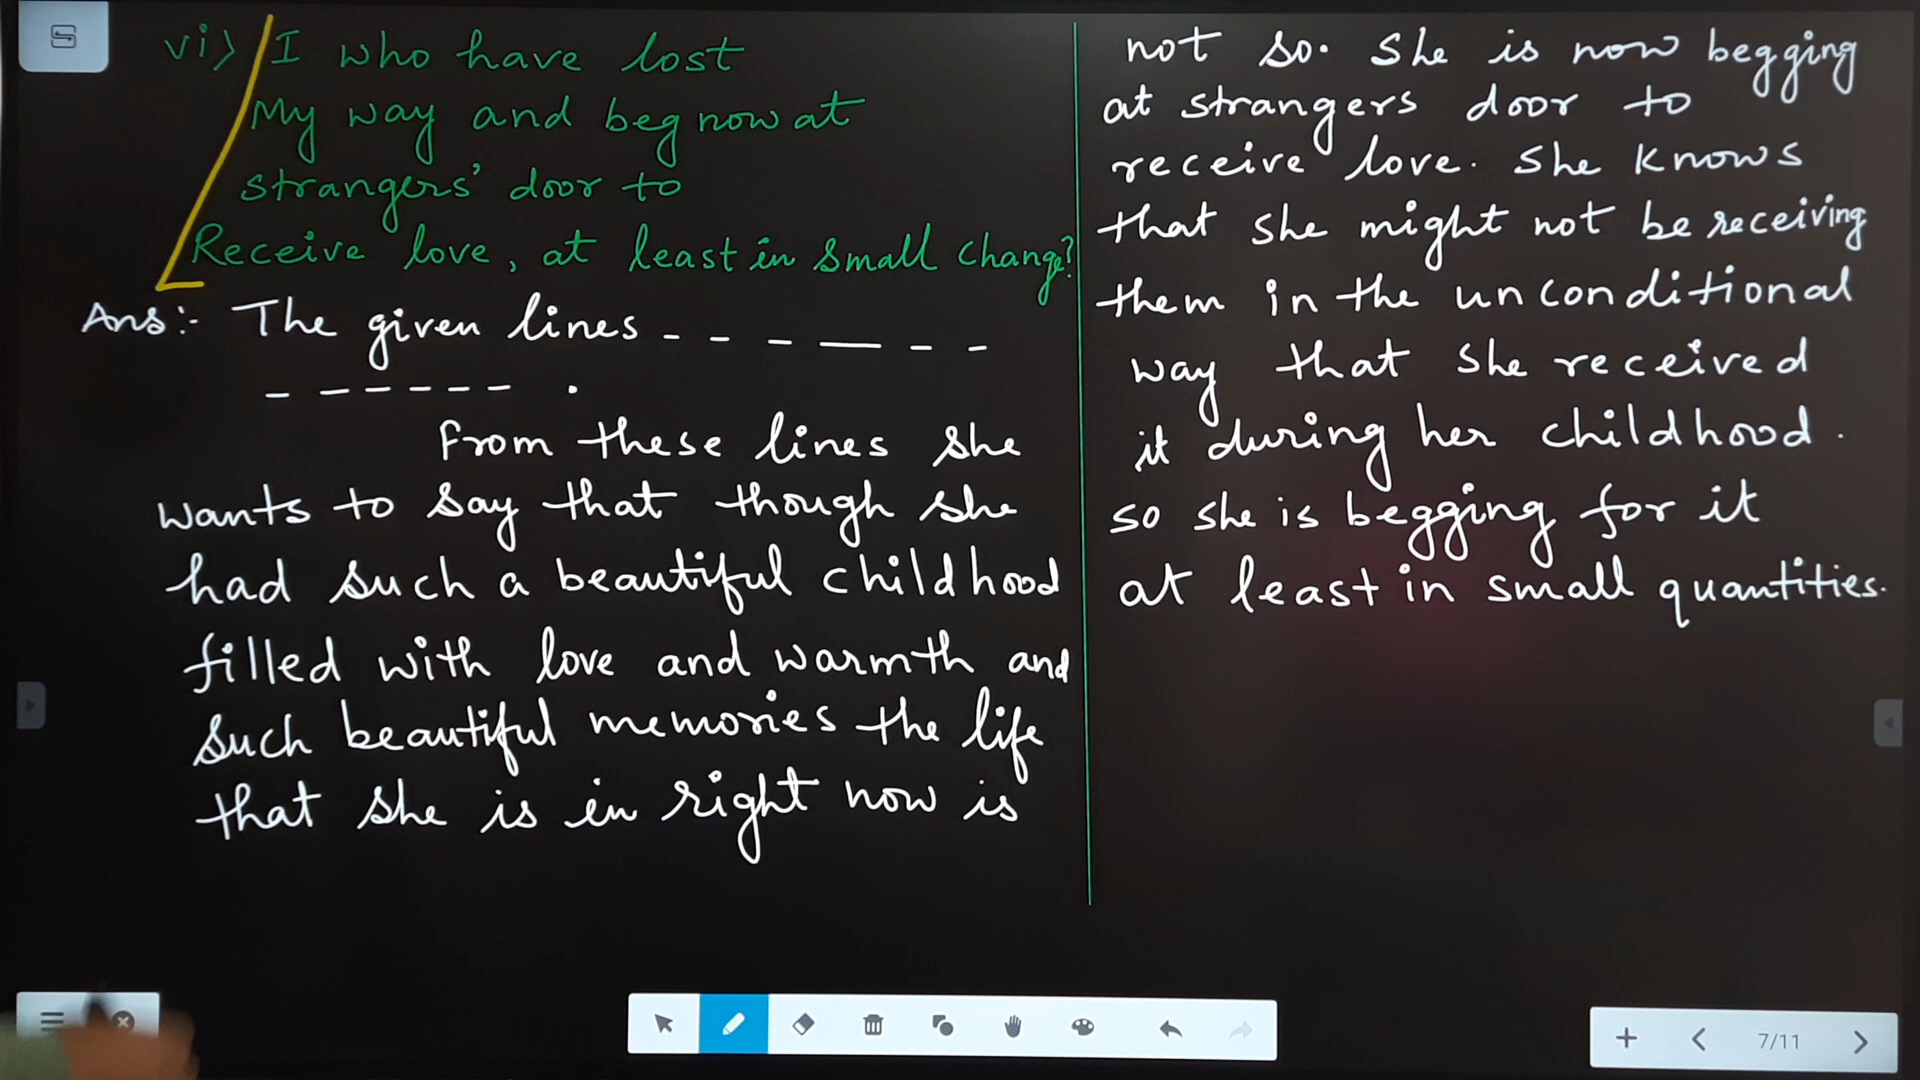 vi) I who have lost
My way and beg now at
strangers' door to
Receive love, at least in small change?
Ans:- The given lines - - - — - -
- - - - - - .
From these lines she
wants to say that though she
had such a beautiful childhood
filled with love and warmth and
such beautiful memories the life
that she is in right now is
not so. She is now begging
at strangers door to
receive love. She knows
that she might not be receiving
them in the unconditional
way that she received
it during her childhood.
so she is begging for it
at least in small quantities.
7/11